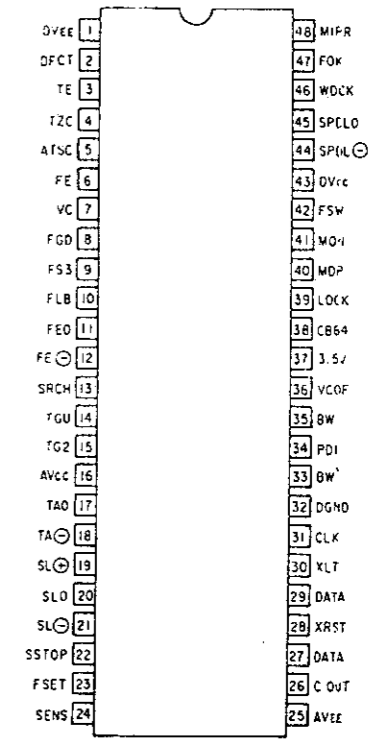 DVEE 1
DFCT 2
TE 3
TZC 4
ATSC 5
FE 6
VC 7
FGD 8
FS3 9
FLB 10
FEO 11
FE⊖ 12
SRCH 13
TGU 14
TG2 15
AVcc 16
TAO 17
TA⊖ 18
SL⊕ 19
SLO 20
SL⊖ 21
SSTOP 22
FSET 23
SENS 24
48 MIRR
47 FOK
46 WDCK
45 SPDLO
44 SPDL⊖
43 DVcc
42 FSW
41 MON
40 MDP
39 LOCK
38 C864
37 3.5V
36 VCOF
35 BW
34 PDI
33 BW'
32 DGND
31 CLK
30 XLT
29 DATA
28 XRST
27 DATA
26 C OUT
25 AVEE